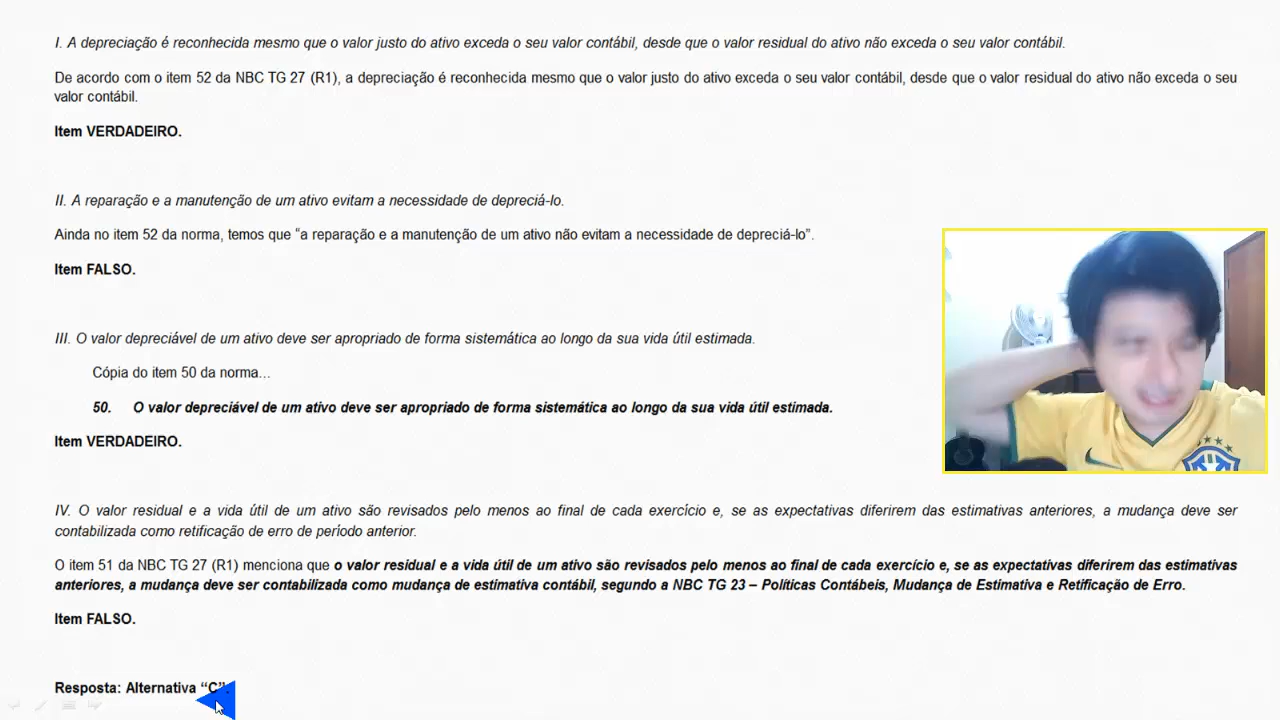 I. A depreciação é reconhecida mesmo que o valor justo do ativo exceda o seu valor contábil, desde que o valor residual do ativo não exceda o seu valor contábil.
De acordo com o item 52 da NBC TG 27 (R1), a depreciação é reconhecida mesmo que o valor justo do ativo exceda o seu valor contábil, desde que o valor residual do ativo não exceda o seu
valor contábil.
Item VERDADEIRO.
II. A reparação e a manutenção de um ativo evitam a necessidade de depreciá-lo.
Ainda no item 52 da norma, temos que “a reparação e a manutenção de um ativo não evitam a necessidade de depreciá-lo”.
Item FALSO.
III. O valor depreciável de um ativo deve ser apropriado de forma sistemática ao longo da sua vida útil estimada.
Cópia do item 50 da norma...
50. O valor depreciável de um ativo deve ser apropriado de forma sistemática ao longo da sua vida útil estimada.
Item VERDADEIRO.
IV. O valor residual e a vida útil de um ativo são revisados pelo menos ao final de cada exercício e, se as expectativas diferirem das estimativas anteriores, a mudança deve ser
contabilizada como retificação de erro de período anterior.
O item 51 da NBC TG 27 (R1) menciona que o valor residual e a vida útil de um ativo são revisados pelo menos ao final de cada exercício e, se as expectativas diferirem das estimativas
anteriores, a mudança deve ser contabilizada como mudança de estimativa contábil, segundo a NBC TG 23 – Políticas Contábeis, Mudança de Estimativa e Retificação de Erro.
Item FALSO.
Resposta: Alternativa “C”.